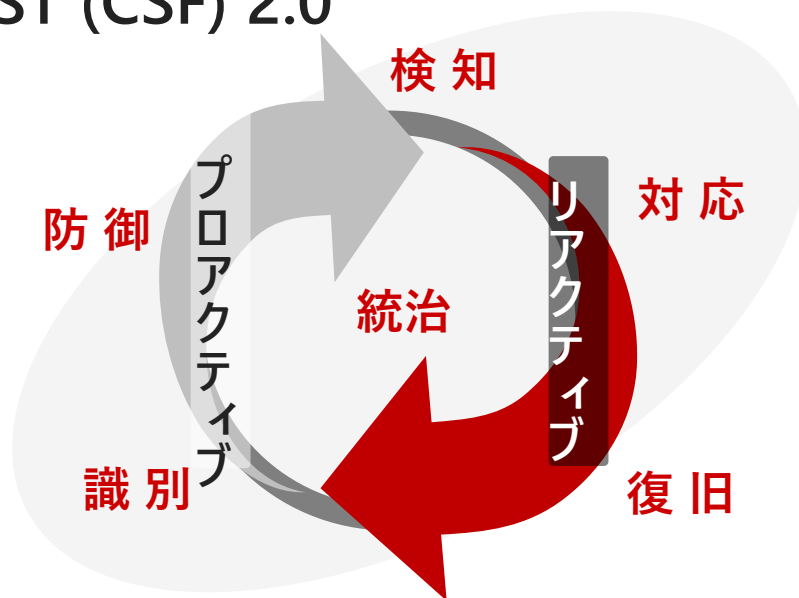 ST (CSF) 2.0
検 知
防 御
プロアクティブ
リアクティブ
対 応
統治
識 別
復 旧